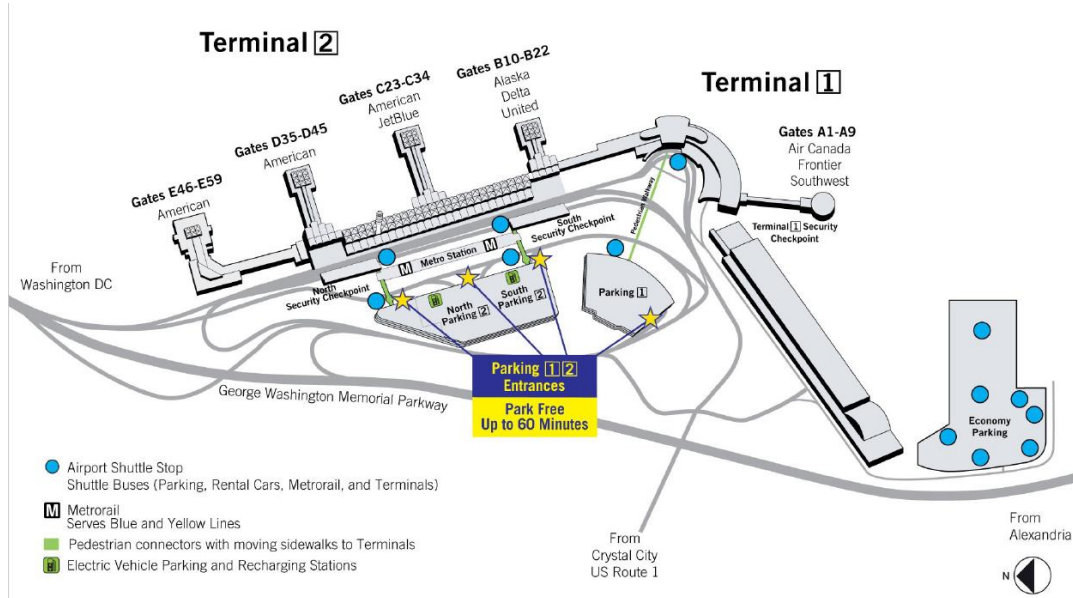 Terminal 2
Gates B10-B22
Alaska
Delta
United
Gates C23-C34
American
JetBlue
Gates D35-D45
American
Gates E46-E59
American
Terminal 1
Gates A1-A9
Air Canada
Frontier
Southwest
Terminal 1 Security
Checkpoint
Pedestrian Walkway
South
Security Checkpoint
M Metro Station M
North
Security Checkpoint
From
Washington DC
North
Parking 2
South
Parking 2
Parking 1
Parking 1 2
Entrances
Park Free
Up to 60 Minutes
George Washington Memorial Parkway
Economy
Parking
Airport Shuttle Stop
Shuttle Buses (Parking, Rental Cars, Metrorail, and Terminals)
M Metrorail
Serves Blue and Yellow Lines
Pedestrian connectors with moving sidewalks to Terminals
Electric Vehicle Parking and Recharging Stations
From
Crystal City
US Route 1
From
Alexandria
N